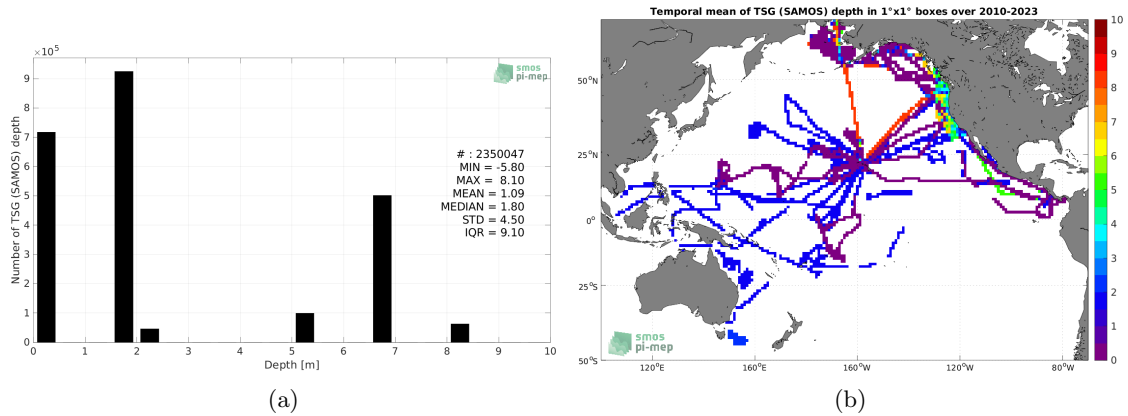 ×10⁵
9
8
7
6
5
4
3
2
1
0
Number of TSG (SAMOS) depth
0 1 2 3 4 5 6 7 8 9 10
Depth [m]
smos
pi-mep
# : 2350047
MIN = -5.80
MAX = 8.10
MEAN = 1.09
MEDIAN = 1.80
STD = 4.50
IQR = 9.10
(a)
Temporal mean of TSG (SAMOS) depth in 1°x1° boxes over 2010-2023
50°N
25°N
0°
25°S
50°S
120°E 160°E 160°W 120°W 80°W
smos
pi-mep
10
9
8
7
6
5
4
3
2
1
0
(b)